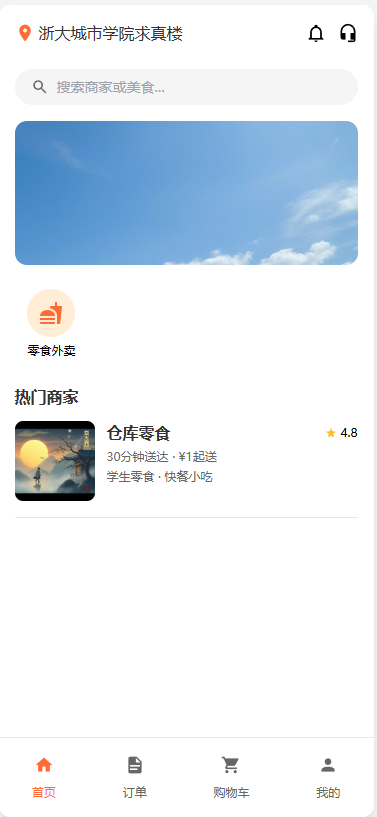 浙大城市学院求真楼
搜索商家或美食...
零食外卖
热门商家
仓库零食
4.8
30分钟送达 · ¥1起送
学生零食 · 快餐小吃
首页
订单
购物车
我的